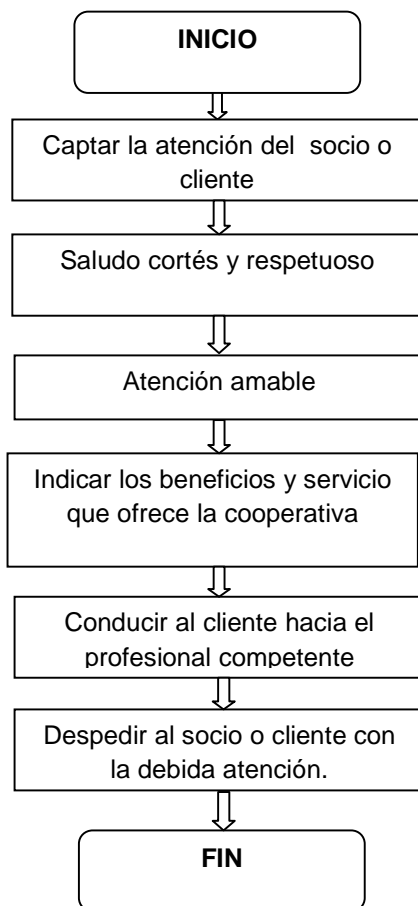 INICIO
Captar la atención del  socio o
cliente
Saludo cortés y respetuoso
Atención amable
Indicar los beneficios y servicio
que ofrece la cooperativa
Conducir al cliente hacia el
profesional competente
Despedir al socio o cliente con
la debida atención.
FIN